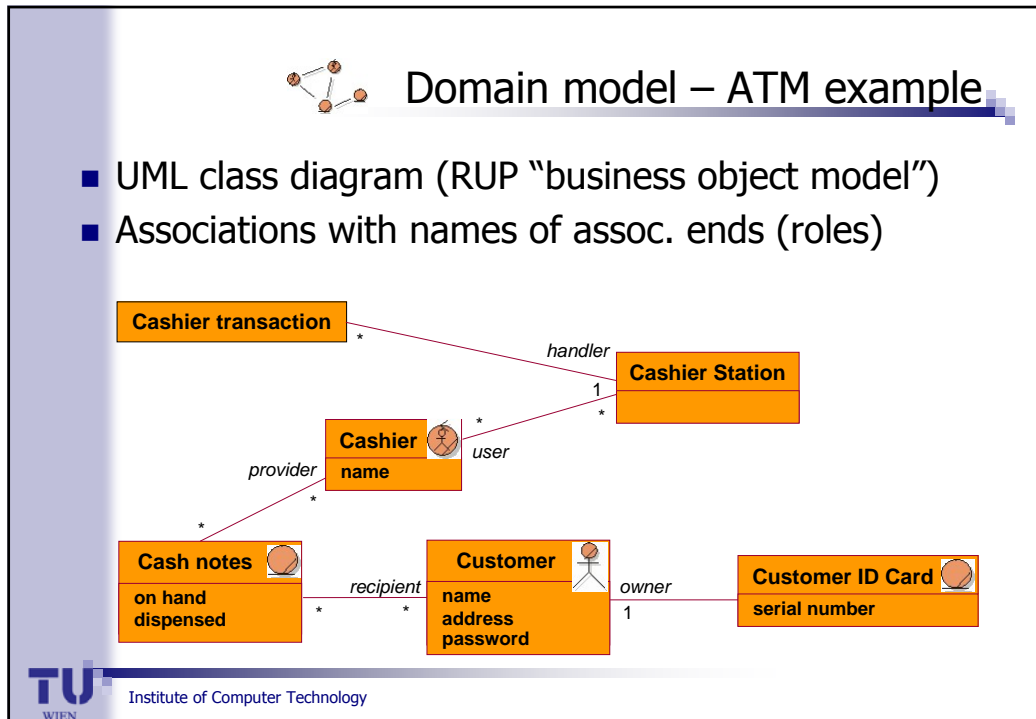 Domain model – ATM example
UML class diagram (RUP “business object model”)
Associations with names of assoc. ends (roles)
Cashier transaction
*
handler
1
Cashier Station
*
*
user
Cashier
name
provider
*
*
Cash notes
on hand
dispensed
*
recipient
*
Customer
name
address
password
owner
1
Customer ID Card
serial number
TU
WIEN
Institute of Computer Technology